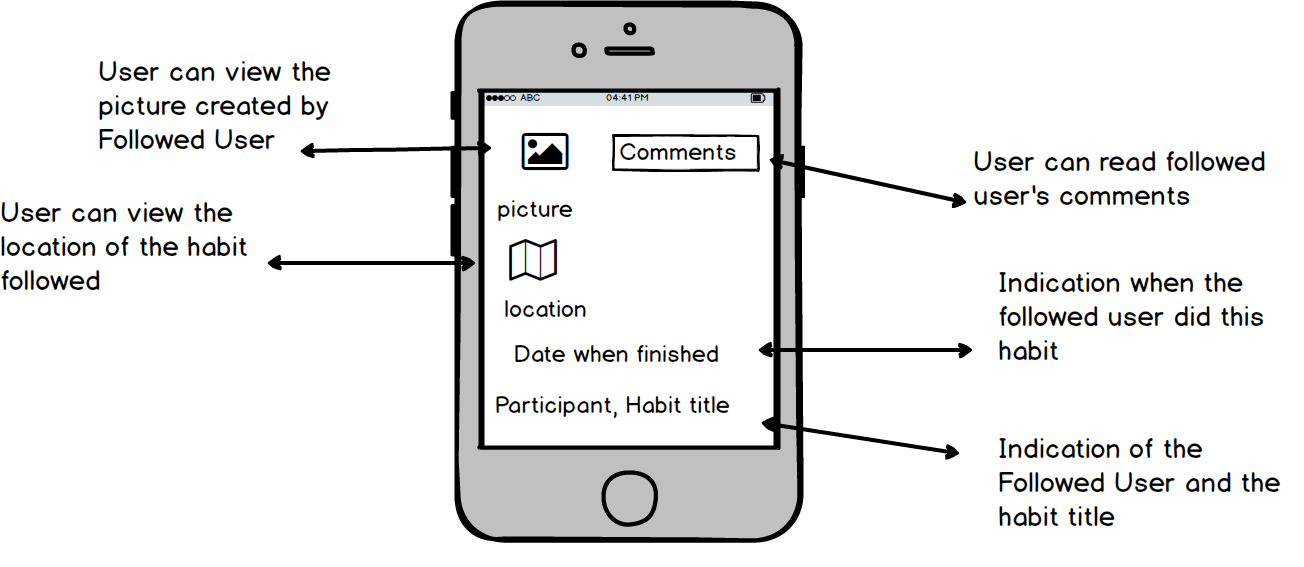 User can view the
picture created by
Followed User
User can view the
location of the habit
followed
ABC 04:41 PM
Comments
picture
location
Date when finished
Participant, Habit title
User can read followed
user's comments
Indication when the
followed user did this
habit
Indication of the
Followed User and the
habit title